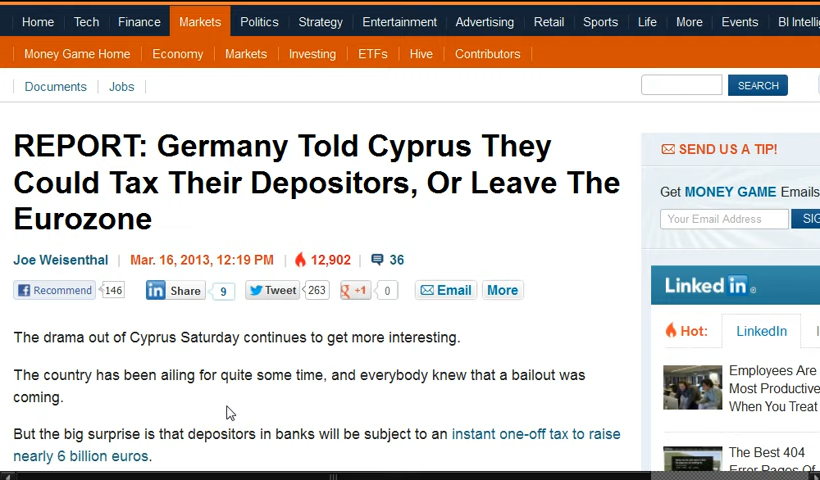 Home Tech Finance Markets Politics Strategy Entertainment Advertising Retail Sports Life More Events BI
Money Game Home Economy Markets Investing ETFs Hive Contributors
Documents Jobs
SEARCH
REPORT: Germany Told Cyprus They
Could Tax Their Depositors, Or Leave The
Eurozone
Joe Weisenthal Mar. 16, 2013, 12:19 PM 12,902 36
Recommend 146 in Share 9 Tweet 263 g +1 0 Email More
The drama out of Cyprus Saturday continues to get more interesting.
The country has been ailing for quite some time, and everybody knew that a bailout was
coming.
But the big surprise is that depositors in banks will be subject to an instant one-off tax to raise
nearly 6 billion euros.
SEND US A TIP!
Get MONEY GAME Emails
Your Email Address
Linked in
Hot: LinkedIn
Employees Are
Most Productive
When You Treat
The Best 404
Error Pages Of